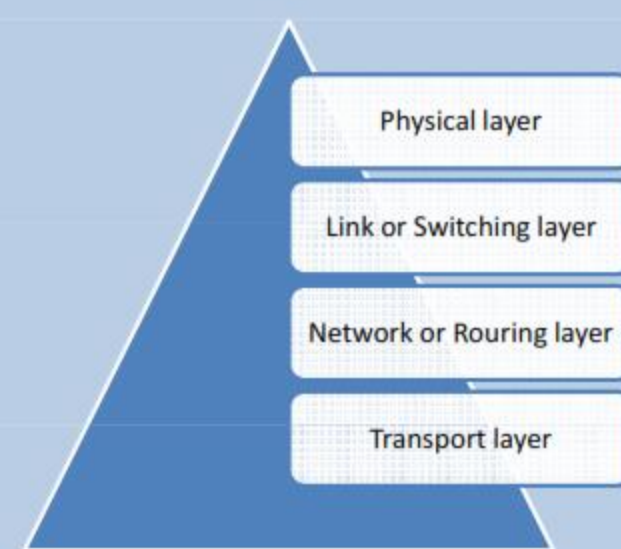 Physical layer
Link or Switching layer
Network or Rouring layer
Transport layer